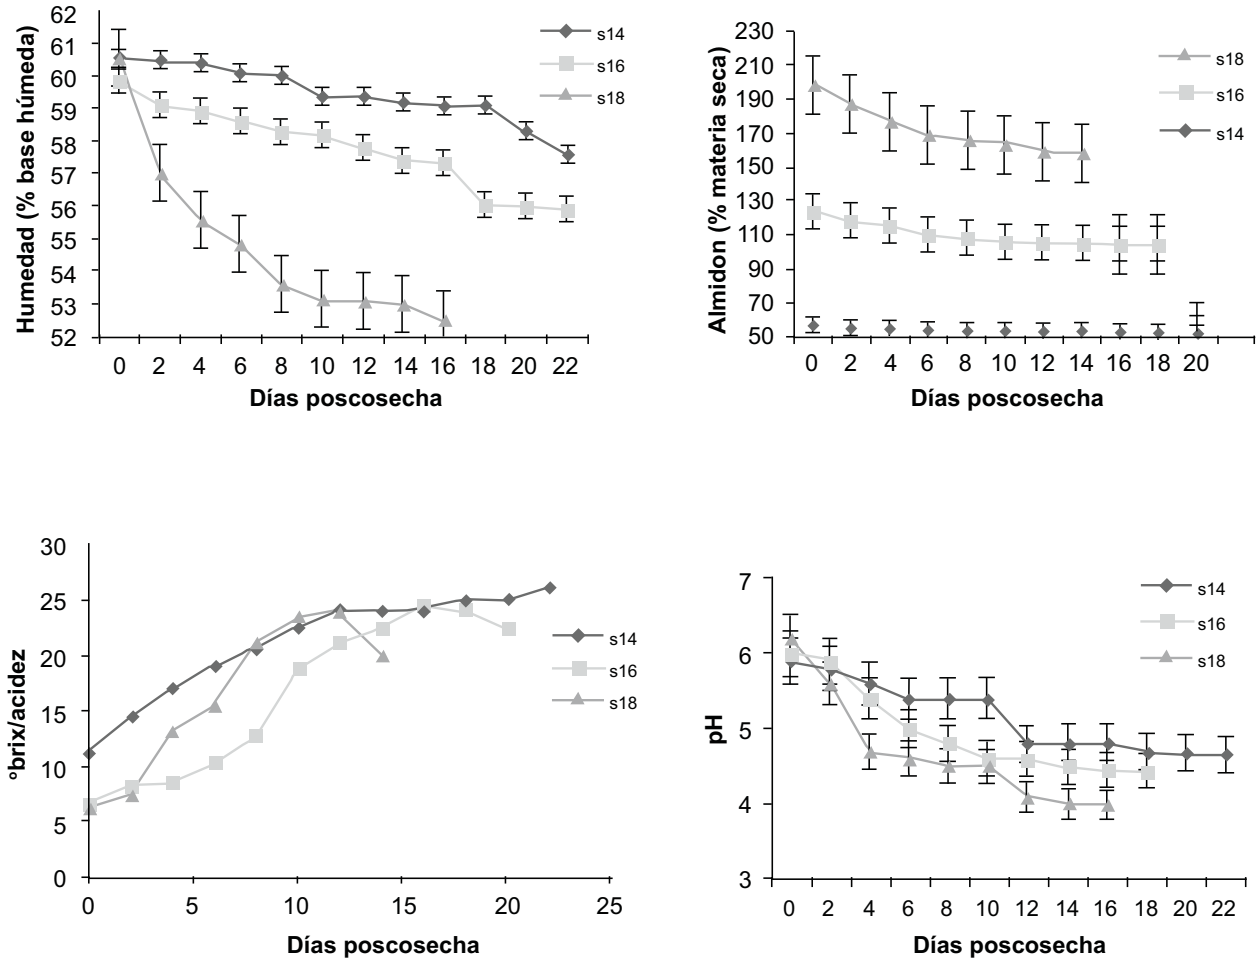 Humedad (% base húmeda)
62
61
60
59
58
57
56
55
54
53
52
0 2 4 6 8 10 12 14 16 18 20 22
Días poscosecha
s14
s16
s18
Almidon (% materia seca)
230
210
190
170
150
130
110
90
70
50
0 2 4 6 8 10 12 14 16 18 20
Días poscosecha
s18
s16
s14
°brix/acidez
30
25
20
15
10
5
0
0 5 10 15 20 25
Días poscosecha
s14
s16
s18
pH
7
6
5
4
3
0 2 4 6 8 10 12 14 16 18 20 22
Días poscosecha
s14
s16
s18